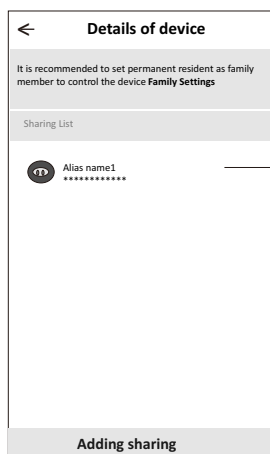 Details of device
It is recommended to set permanent resident as family
member to control the device Family Settings
Sharing List
Alias name1
************
Adding sharing